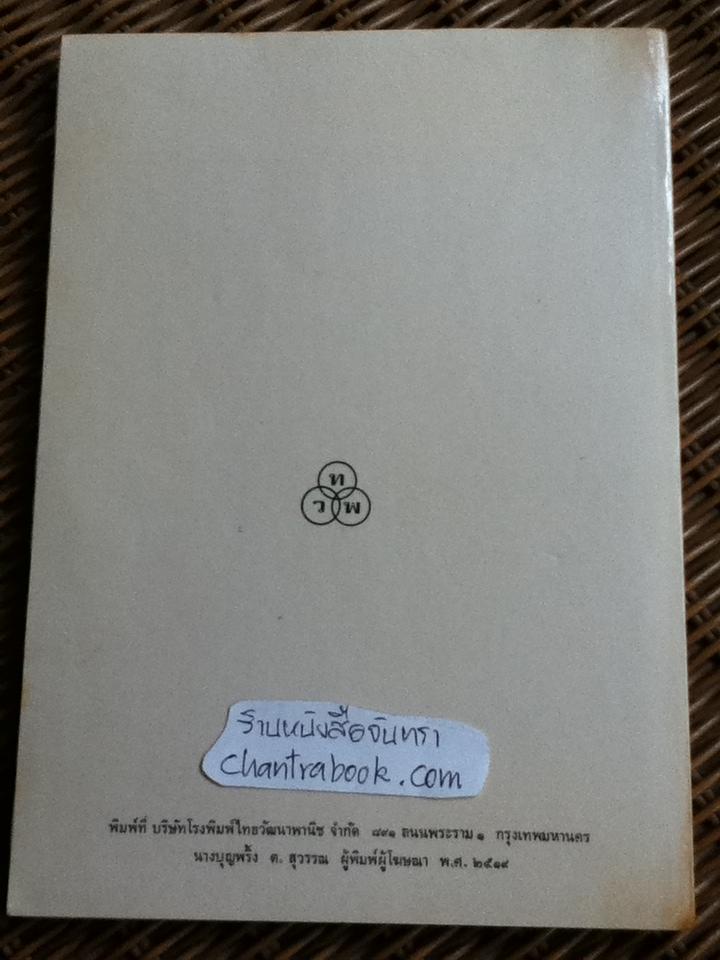 ท
ว พ
ร้านหนังสือจันทรา
chantrabook.com
พิมพ์ที่ บริษัทโรงพิมพ์ไทยวัฒนาพานิช จำกัด ๘๙๑ ถนนพระราม ๑ กรุงเทพมหานคร
นางบุญพริ้ง ต. สุวรรณ ผู้พิมพ์ผู้โฆษณา พ.ศ. ๒๕๑๙